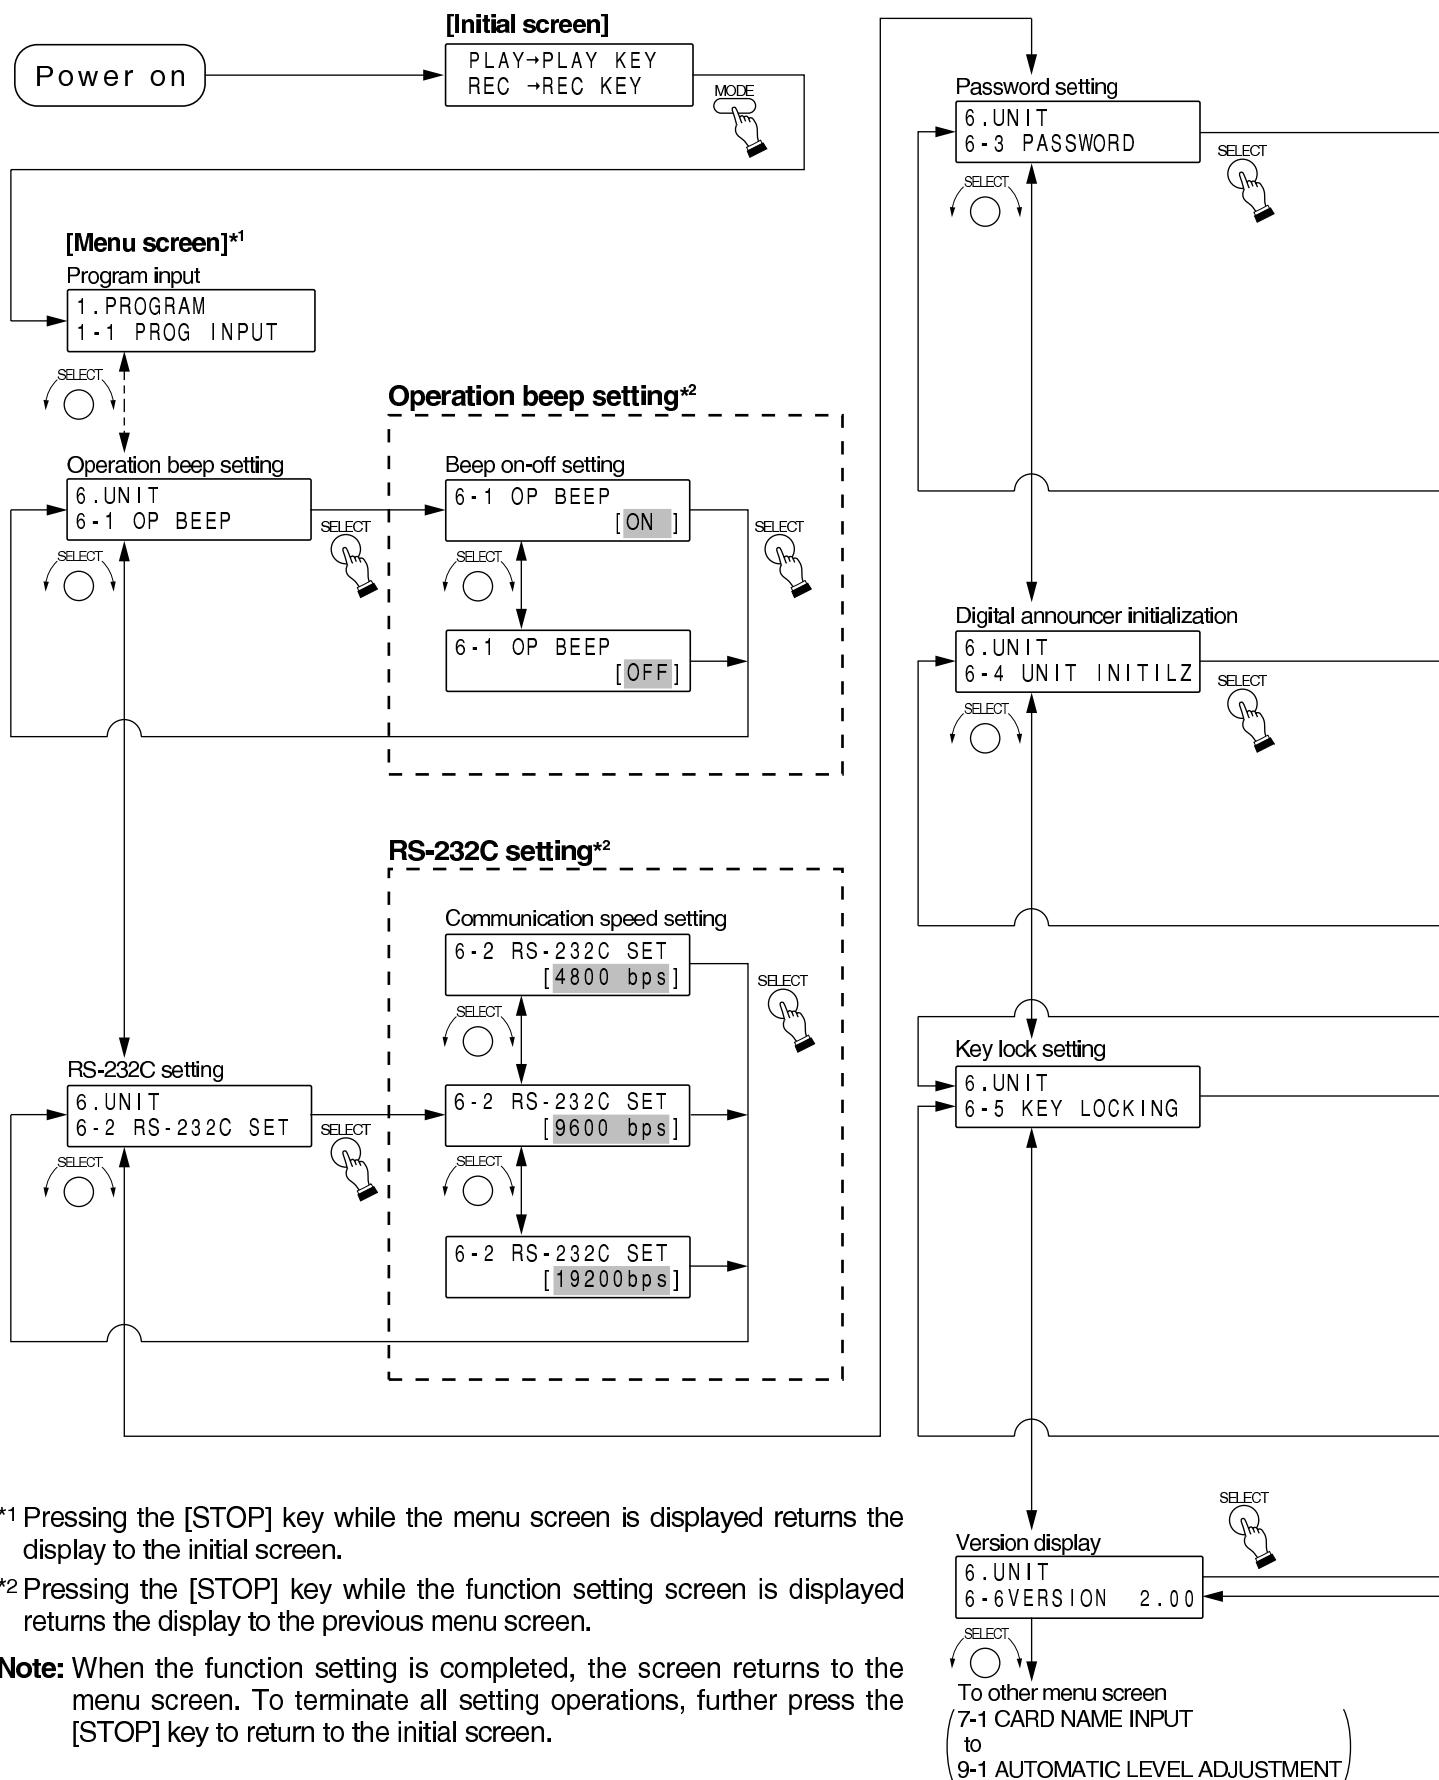 [Initial screen]
Power on
PLAY→PLAY KEY
REC →REC KEY
MODE
[Menu screen]*1
Program input
1.PROGRAM
1-1 PROG INPUT
SELECT
Operation beep setting
6.UNIT
6-1 OP BEEP
SELECT
SELECT
Operation beep setting*2
Beep on-off setting
6-1 OP BEEP
[ON ]
SELECT
SELECT
6-1 OP BEEP
[OFF]
RS-232C setting*2
Communication speed setting
6-2 RS-232C SET
[4800 bps]
SELECT
SELECT
RS-232C setting
6.UNIT
6-2 RS-232C SET
SELECT
SELECT
6-2 RS-232C SET
[9600 bps]
SELECT
6-2 RS-232C SET
[19200bps]
*1 Pressing the [STOP] key while the menu screen is displayed returns the
display to the initial screen.
*2 Pressing the [STOP] key while the function setting screen is displayed
returns the display to the previous menu screen.
Note: When the function setting is completed, the screen returns to the
menu screen. To terminate all setting operations, further press the
[STOP] key to return to the initial screen.
Password setting
6.UNIT
6-3 PASSWORD
SELECT
SELECT
Digital announcer initialization
6.UNIT
6-4 UNIT INITILZ
SELECT
SELECT
Key lock setting
6.UNIT
6-5 KEY LOCKING
SELECT
Version display
6.UNIT
6-6VERSION 2.00
SELECT
To other menu screen
7-1 CARD NAME INPUT
to
9-1 AUTOMATIC LEVEL ADJUSTMENT